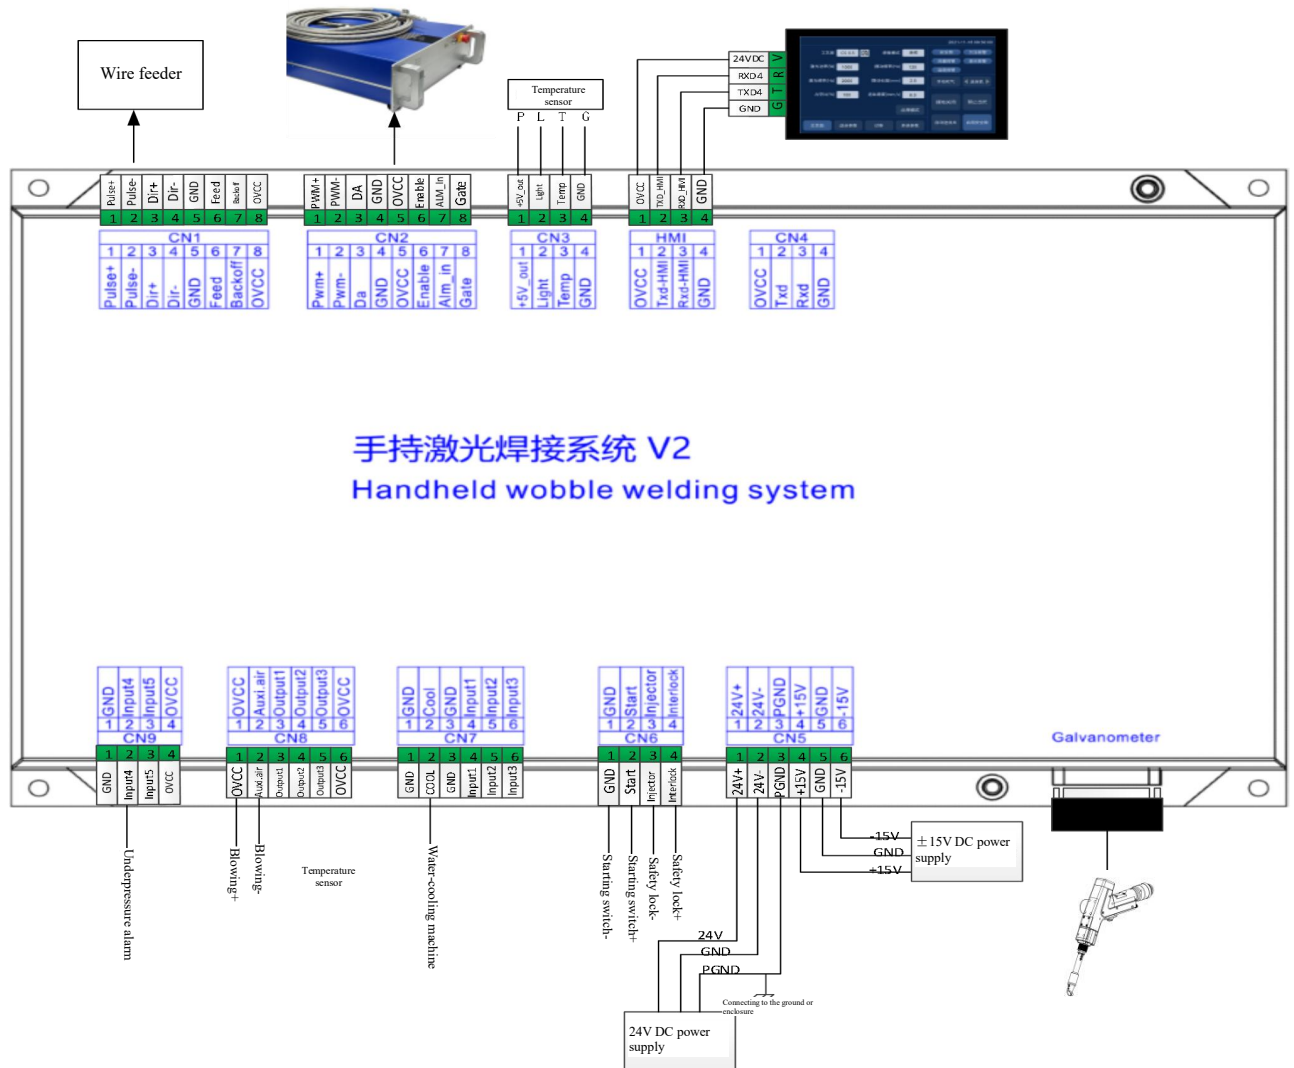 Wire feeder
Temperature
sensor
P L T G
24VDC V
RXD4 R
TXD4 T
GND G
Pulse+ Pulse- Dir+ Dir- GND Feed Backoff OVCC
1 2 3 4 5 6 7 8
CN1
1 2 3 4 5 6 7 8
Pulse+ Pulse- Dir+ Dir- GND Feed Backoff OVCC
PWM+ PWM- DA GND OVCC Enable ALM_In Gate
1 2 3 4 5 6 7 8
CN2
1 2 3 4 5 6 7 8
Pwm+ Pwm- Da GND OVCC Enable Alm_in Gate
+5V_out Light Temp GND
1 2 3 4
CN3
1 2 3 4
+5V_out Light Temp GND
OVCC TXD_HMI RXD_HMI GND
1 2 3 4
HMI
1 2 3 4
OVCC Txd-HMI Rxd-HMI GND
CN4
1 2 3 4
OVCC Txd Rxd GND
手持激光焊接系统 V2
Handheld wobble welding system
GND Input4 Input5 OVCC
1 2 3 4
CN9
1 2 3 4
GND Input4 Input5 OVCC
Underpressure alarm
OVCC Auxi.air Output1 Output2 Output3 OVCC
1 2 3 4 5 6
CN8
1 2 3 4 5 6
OVCC Auxi.air Output1 Output2 Output3 OVCC
Blowing+
Blowing-
Temperature
sensor
GND Cool GND Input1 Input2 Input3
1 2 3 4 5 6
CN7
1 2 3 4 5 6
GND COOL GND Input1 Input2 Input3
Water-cooling machine
GND Start Injector Interlock
1 2 3 4
CN6
1 2 3 4
GND Start Injector Interlock
Starting switch-
Starting switch+
Safety lock-
Safety lock+
24V+ 24V- PGND +15V GND -15V
1 2 3 4 5 6
CN5
1 2 3 4 5 6
24V+ 24V- PGND +15V GND -15V
Galvanometer
-15V
GND
+15V
±15V DC power
supply
24V
GND
PGND
Connecting to the ground or
enclosure
24V DC power
supply